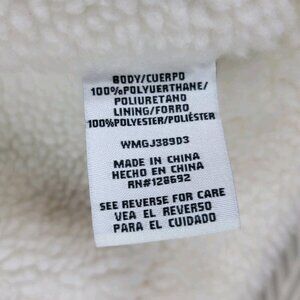 BODY/CUERPO
100%POLYUERTHANE/
POLIURETANO
LINING/FORRO
100%POLYESTER/POLIÉSTER
WMGJ389D3
MADE IN CHINA
HECHO EN CHINA
RN#128692
SEE REVERSE FOR CARE
VEA EL REVERSO
PARA EL CUIDADO